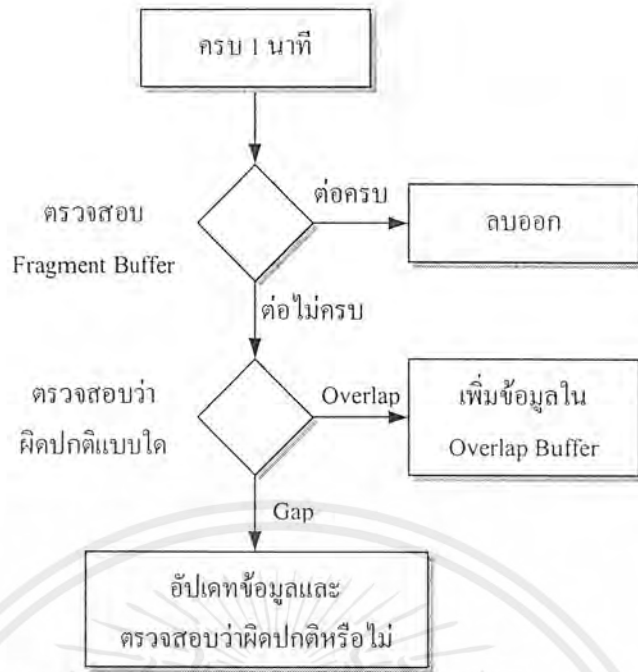 ครบ 1 นาที
ตรวจสอบ
Fragment Buffer
ต่อครบ
ลบออก
ต่อไม่ครบ
ตรวจสอบว่า
ผิดปกติแบบใด
Overlap
เพิ่มข้อมูลใน
Overlap Buffer
Gap
อัปเดทข้อมูลและ
ตรวจสอบว่าผิดปกติหรือไม่